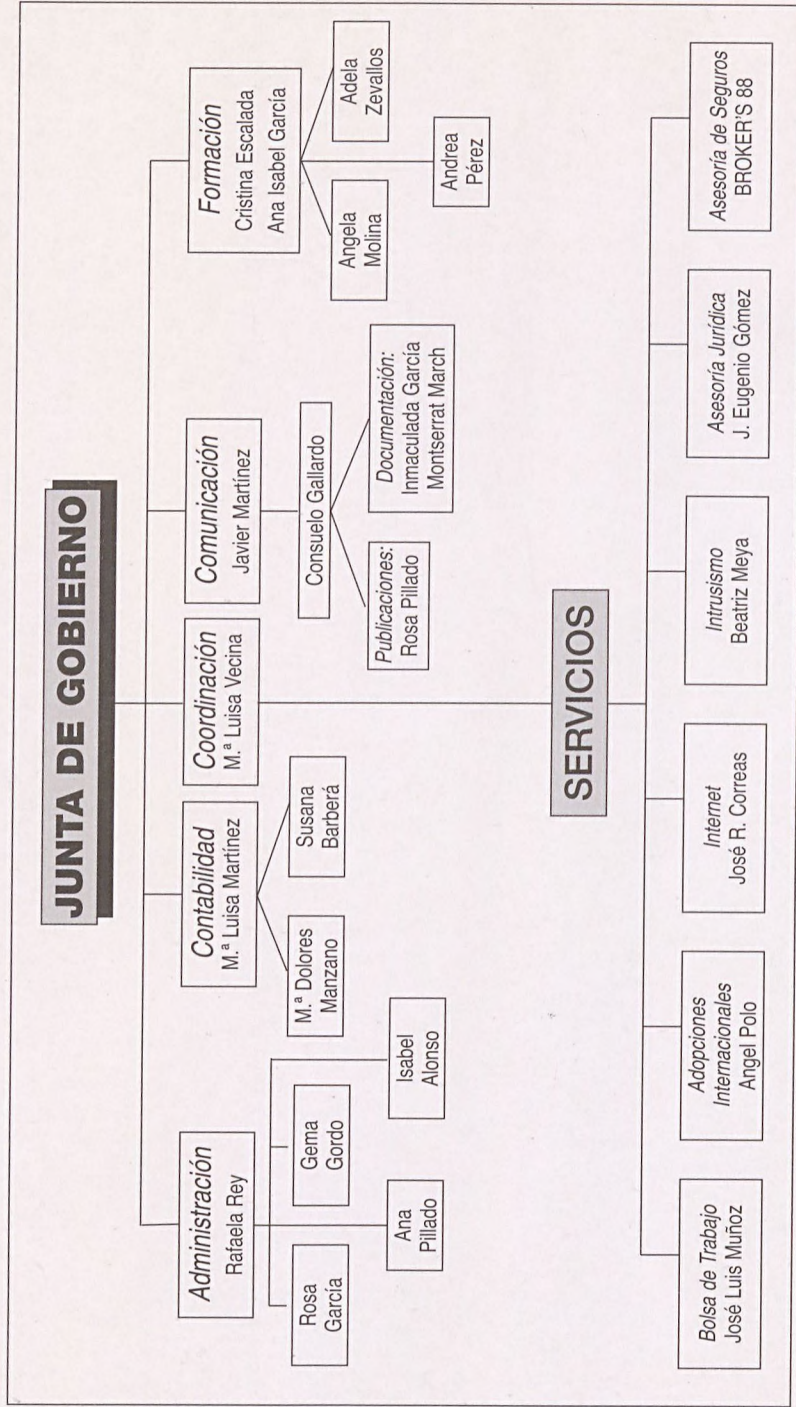 JUNTA DE GOBIERNO
Administración
Rafaela Rey
Rosa
García
Gema
Gordo
Ana
Pillado
Isabel
Alonso
Contabilidad
M.ª Luisa Martínez
M.ª Dolores
Manzano
Susana
Barberá
Coordinación
M.ª Luisa Vecina
Comunicación
Javier Martínez
Consuelo Gallardo
Publicaciones:
Rosa Pillado
Documentación:
Inmaculada García
Montserrat March
Formación
Cristina Escalada
Ana Isabel García
Angela
Molina
Adela
Zevallos
Andrea
Pérez
SERVICIOS
Bolsa de Trabajo
José Luis Muñoz
Adopciones
Internacionales
Angel Polo
Internet
José R. Correas
Intrusismo
Beatriz Meya
Asesoría Jurídica
J. Eugenio Gómez
Asesoría de Seguros
BROKER'S 88